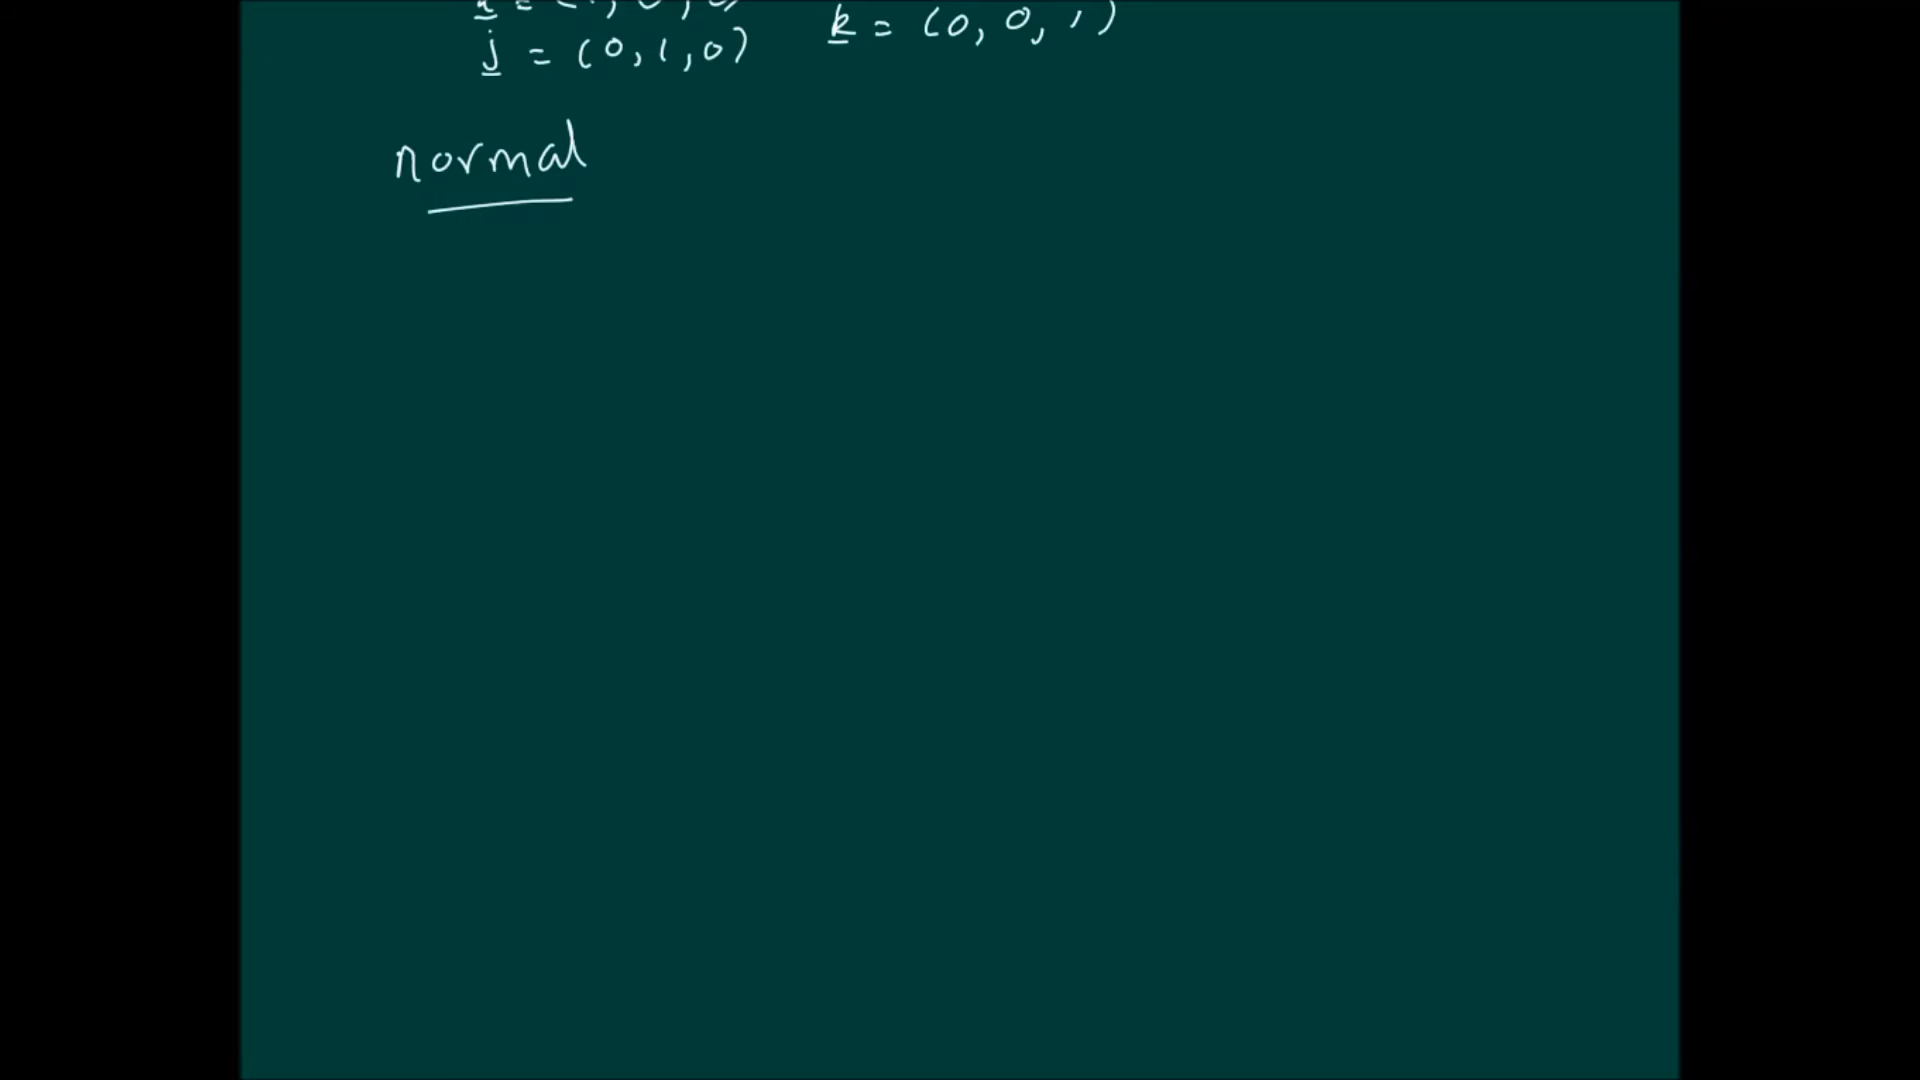 j = (0, 1, 0) k = (0, 0, 1)
normal